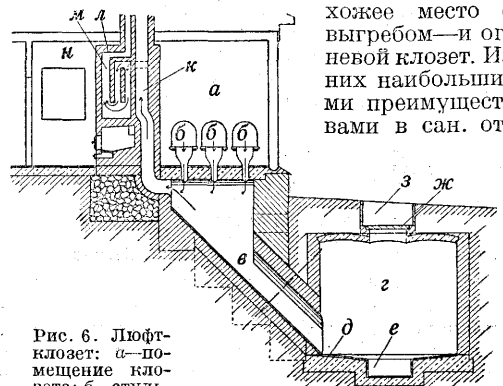 хожее место
выгребом—и ог
невой клозет. И
них наибольши
ми преимущест
вами в сан. от
м л
н
к
а
б б б
з ж
в
г
д е
Рис. 6. Люфт-
клозет: а—по-
мещение кло-